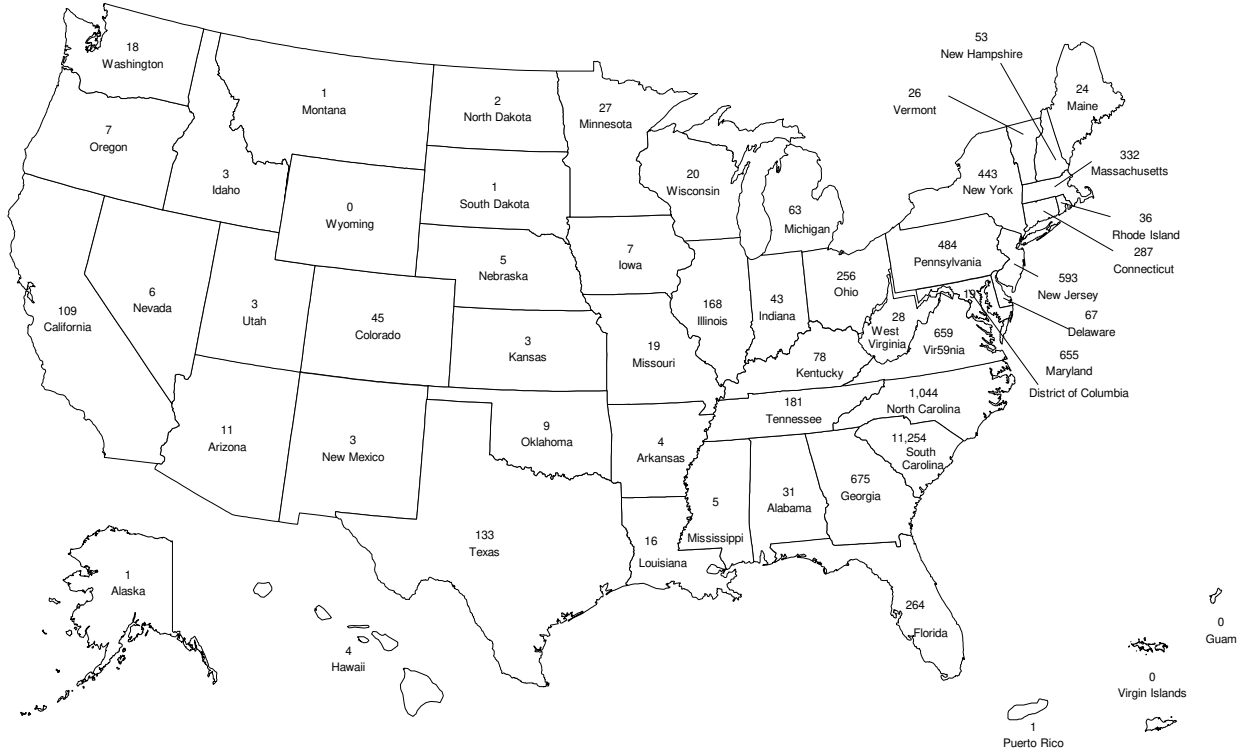 18
Washington
7
Oregon
109
California
6
Nevada
3
Idaho
1
Montana
0
Wyoming
3
Utah
45
Colorado
11
Arizona
3
New Mexico
2
North Dakota
1
South Dakota
5
Nebraska
3
Kansas
9
Oklahoma
133
Texas
27
Minnesota
7
Iowa
19
Missouri
4
Arkansas
16
Louisiana
20
Wisconsin
168
Illinois
63
Michigan
43
Indiana
256
Ohio
78
Kentucky
181
Tennessee
5
Mississippi
31
Alabama
675
Georgia
264
Florida
11,254
South
Carolina
1,044
North Carolina
659
Vir59nia
28
West
Virginia
484
Pennsylvania
443
New York
26
Vermont
53
New Hampshire
24
Maine
332
Massachusetts
36
Rhode Island
287
Connecticut
593
New Jersey
67
Delaware
655
Maryland
District of Columbia
1
Alaska
4
Hawaii
0
Guam
0
Virgin Islands
1
Puerto Rico